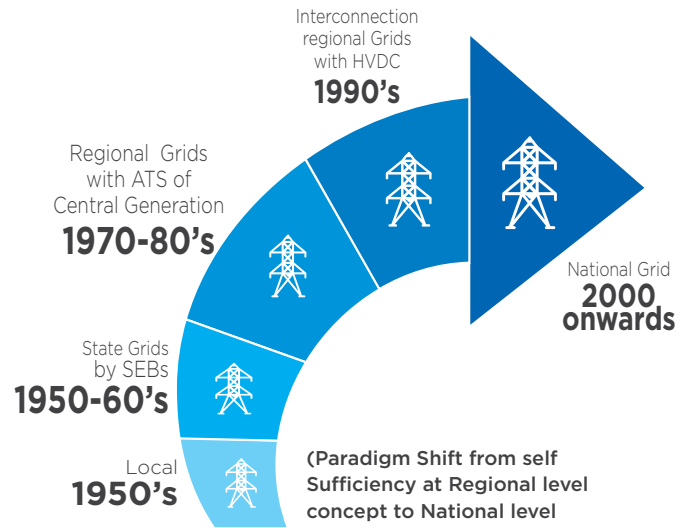 Interconnection
regional Grids
with HVDC
1990's
Regional Grids
with ATS of
Central Generation
1970-80's
National Grid
2000
onwards
State Grids
by SEBs
1950-60's
Local
1950's
(Paradigm Shift from self
Sufficiency at Regional level
concept to National level